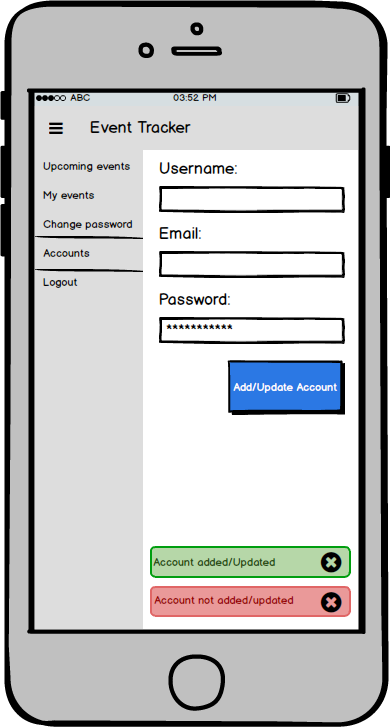 ABC 03:52 PM
Event Tracker
Upcoming events
My events
Change password
Accounts
Logout
Username:
Email:
Password:
***********
Add/Update Account
Account added/Updated
Account not added/updated